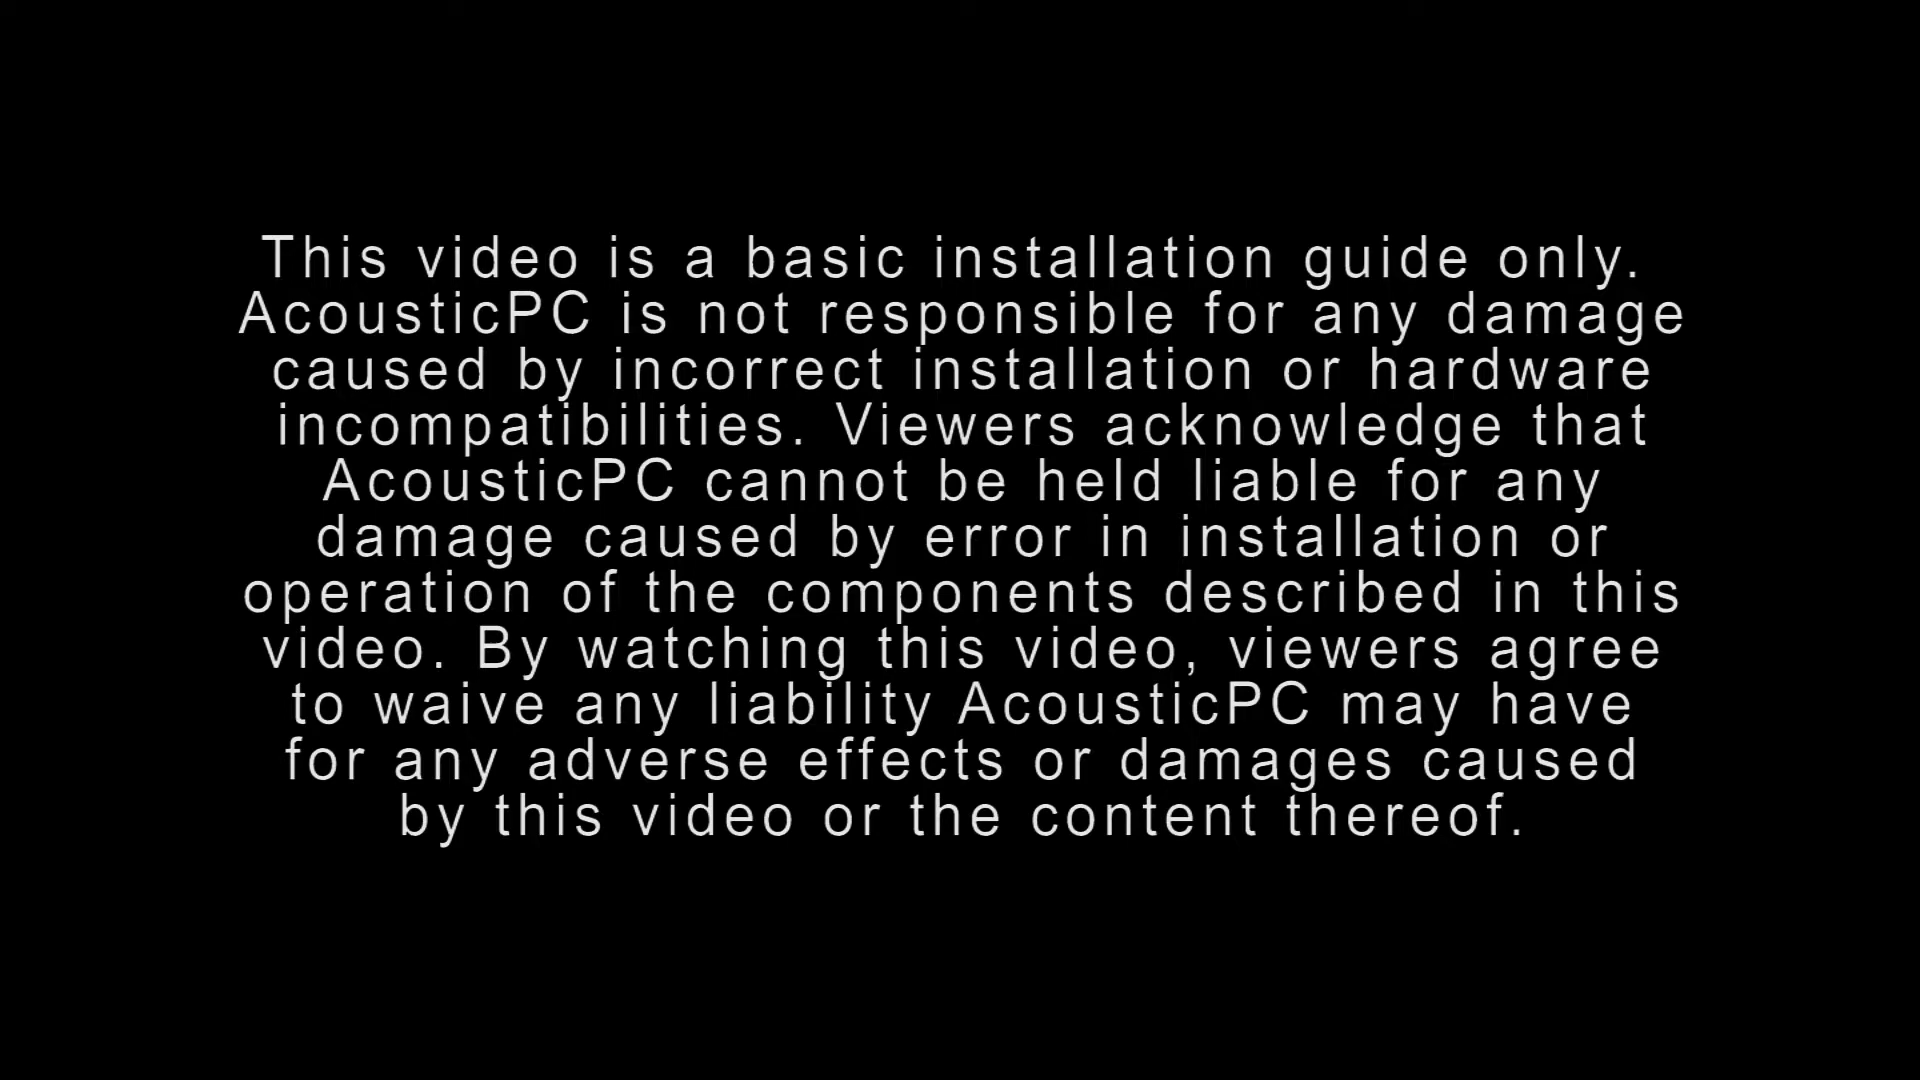 This video is a basic installation guide only.
AcousticPC is not responsible for any damage
caused by incorrect installation or hardware
incompatibilities. Viewers acknowledge that
AcousticPC cannot be held liable for any
damage caused by error in installation or
operation of the components described in this
video. By watching this video, viewers agree
to waive any liability AcousticPC may have
for any adverse effects or damages caused
by this video or the content thereof.